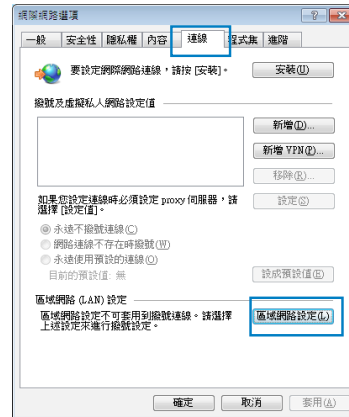 網際網路選項
一般 安全性 隱私權 內容 連線 程式集 進階
要設定網際網路連線，請按 [安裝]。 安裝(U)
撥號及虛擬私人網路設定值
新增(D)...
新增 VPN(P)...
移除(R)...
如果您設定連線時必須設定 proxy 伺服器，請
選擇 [設定值]。
設定(S)
永遠不撥號連線(C)
網路連線不存在時撥號(W)
永遠使用預設的連線(O)
目前的預設值: 無 設成預設值(E)
區域網路 (LAN) 設定
區域網路設定不可套用到撥號連線。請選擇
上述設定來進行撥號設定。
區域網路設定(L)
確定 取消 套用(A)